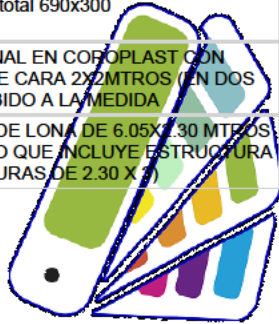 total 690x300
NAL EN COROPLAST CON
E CARA 2X2MTROS (EN DOS
BIDO A LA MEDIDA
DE LONA DE 6.05X2.30 MTROS
O QUE INCLUYE ESTRUCTURA
URAS DE 2.30 X 3)